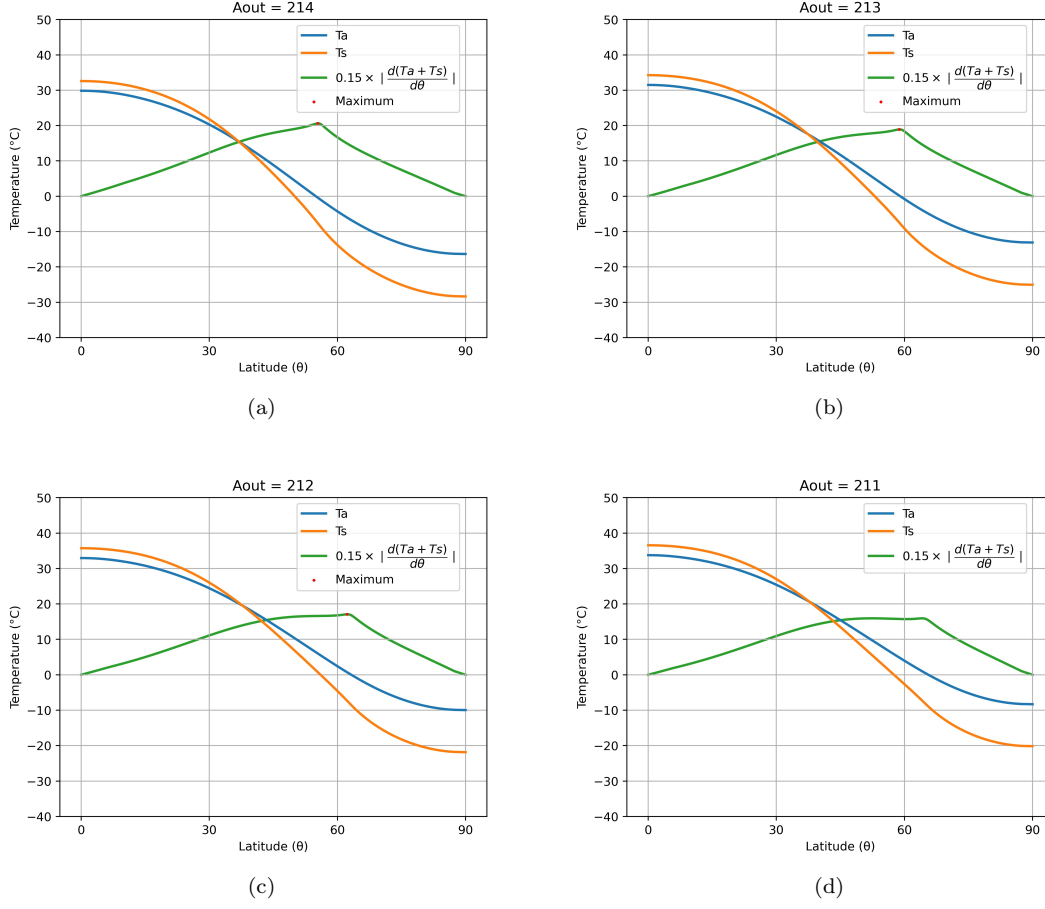 Aout = 214
50
40
30
20
10
0
−10
−20
−30
−40
Temperature (°C)
0 30 60 90
Latitude (θ)
Ta
Ts
0.15 × | d(Ta + Ts)/dθ |
Maximum
(a)
Aout = 213
50
40
30
20
10
0
−10
−20
−30
−40
Temperature (°C)
0 30 60 90
Latitude (θ)
Ta
Ts
0.15 × | d(Ta + Ts)/dθ |
Maximum
(b)
Aout = 212
50
40
30
20
10
0
−10
−20
−30
−40
Temperature (°C)
0 30 60 90
Latitude (θ)
Ta
Ts
0.15 × | d(Ta + Ts)/dθ |
Maximum
(c)
Aout = 211
50
40
30
20
10
0
−10
−20
−30
−40
Temperature (°C)
0 30 60 90
Latitude (θ)
Ta
Ts
0.15 × | d(Ta + Ts)/dθ |
(d)